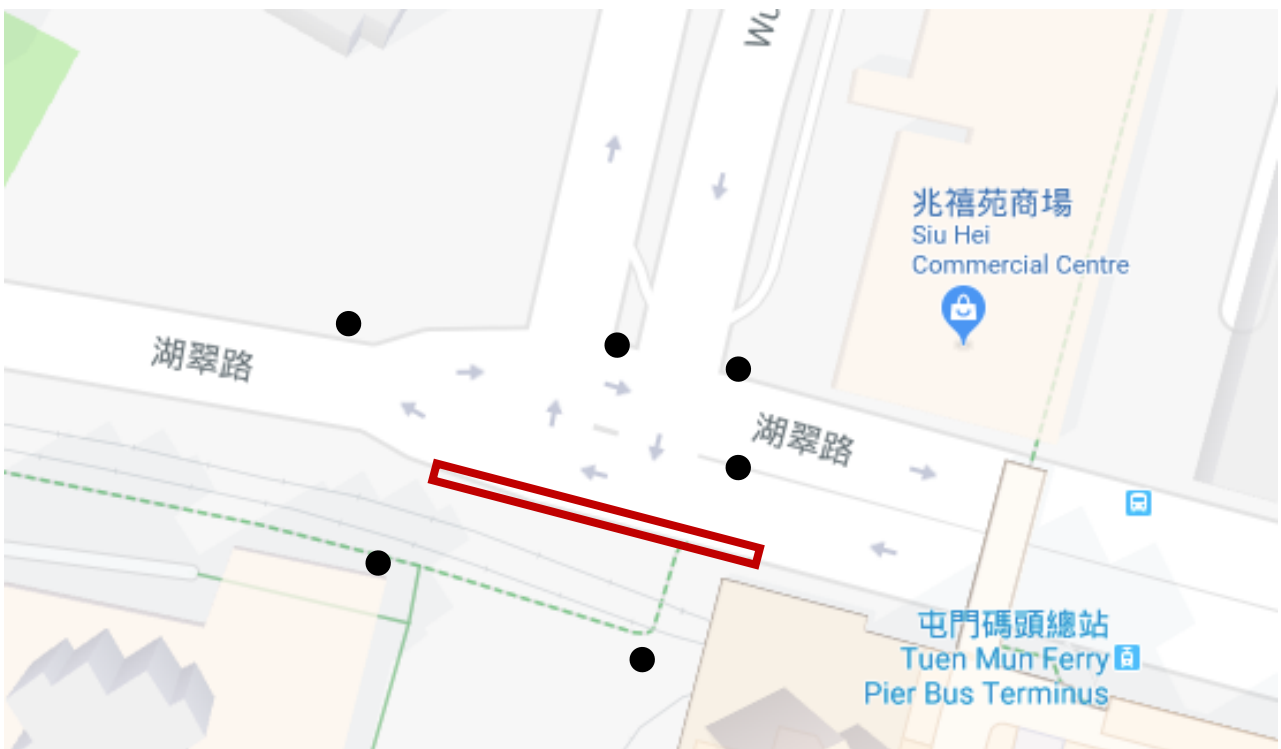 Wu
兆禧苑商場
Siu Hei
Commercial Centre
湖翠路
湖翠路
屯門碼頭總站
Tuen Mun Ferry
Pier Bus Terminus